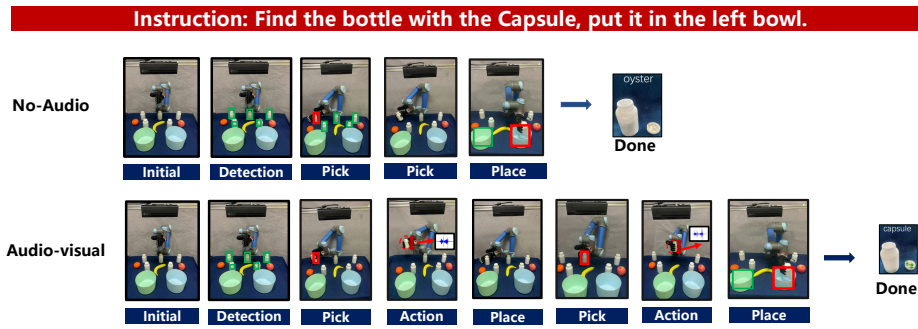 Instruction: Find the bottle with the Capsule, put it in the left bowl.
No-Audio
oyster
Done
Initial Detection Pick Pick Place
Audio-visual
capsule
Done
Initial Detection Pick Action Place Pick Action Place